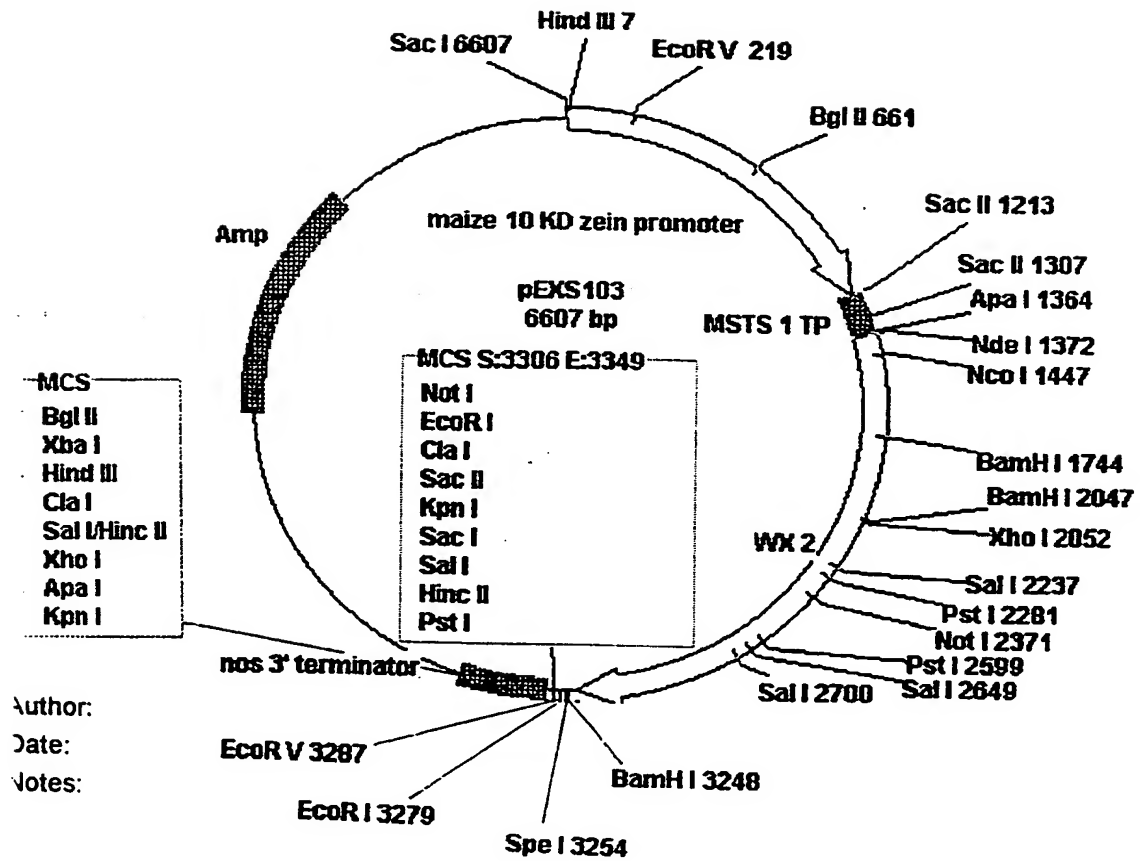 Hind III 7
Sac I 6607
EcoR V 219
Bgl II 661
Sac II 1213
Amp
maize 10 KD zein promoter
Sac II 1307
pEXS103
6607 bp
Apa I 1364
MSTS 1 TP
Nde I 1372
Nco I 1447
MCS
Bgl II
Xba I
Hind III
Cla I
Sal I/Hinc II
Xho I
Apa I
Kpn I
MCS S:3306 E:3349
Not I
EcoR I
Cla I
Sac II
Kpn I
Sac I
Sal I
Hinc II
Pst I
BamH I 1744
BamH I 2047
Xho I 2052
WX 2
Sal I 2237
Pst I 2281
Not I 2371
Pst I 2599
Sal I 2649
Sal I 2700
nos 3' terminator
Author:
Date:
Notes:
EcoR V 3287
BamH I 3248
EcoR I 3279
Spe I 3254